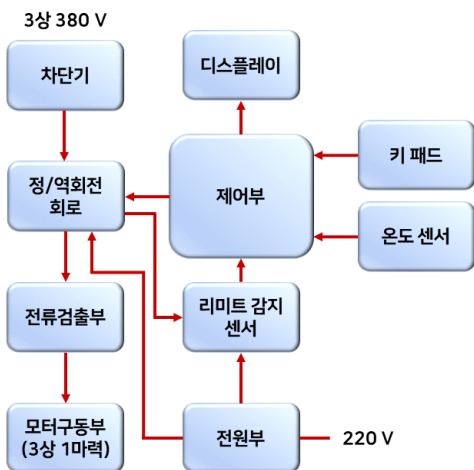 3상 380 V
차단기
디스플레이
정/역회전
회로
제어부
키 패드
온도 센서
전류검출부
리미트 감지
센서
모터구동부
(3상 1마력)
전원부
220 V